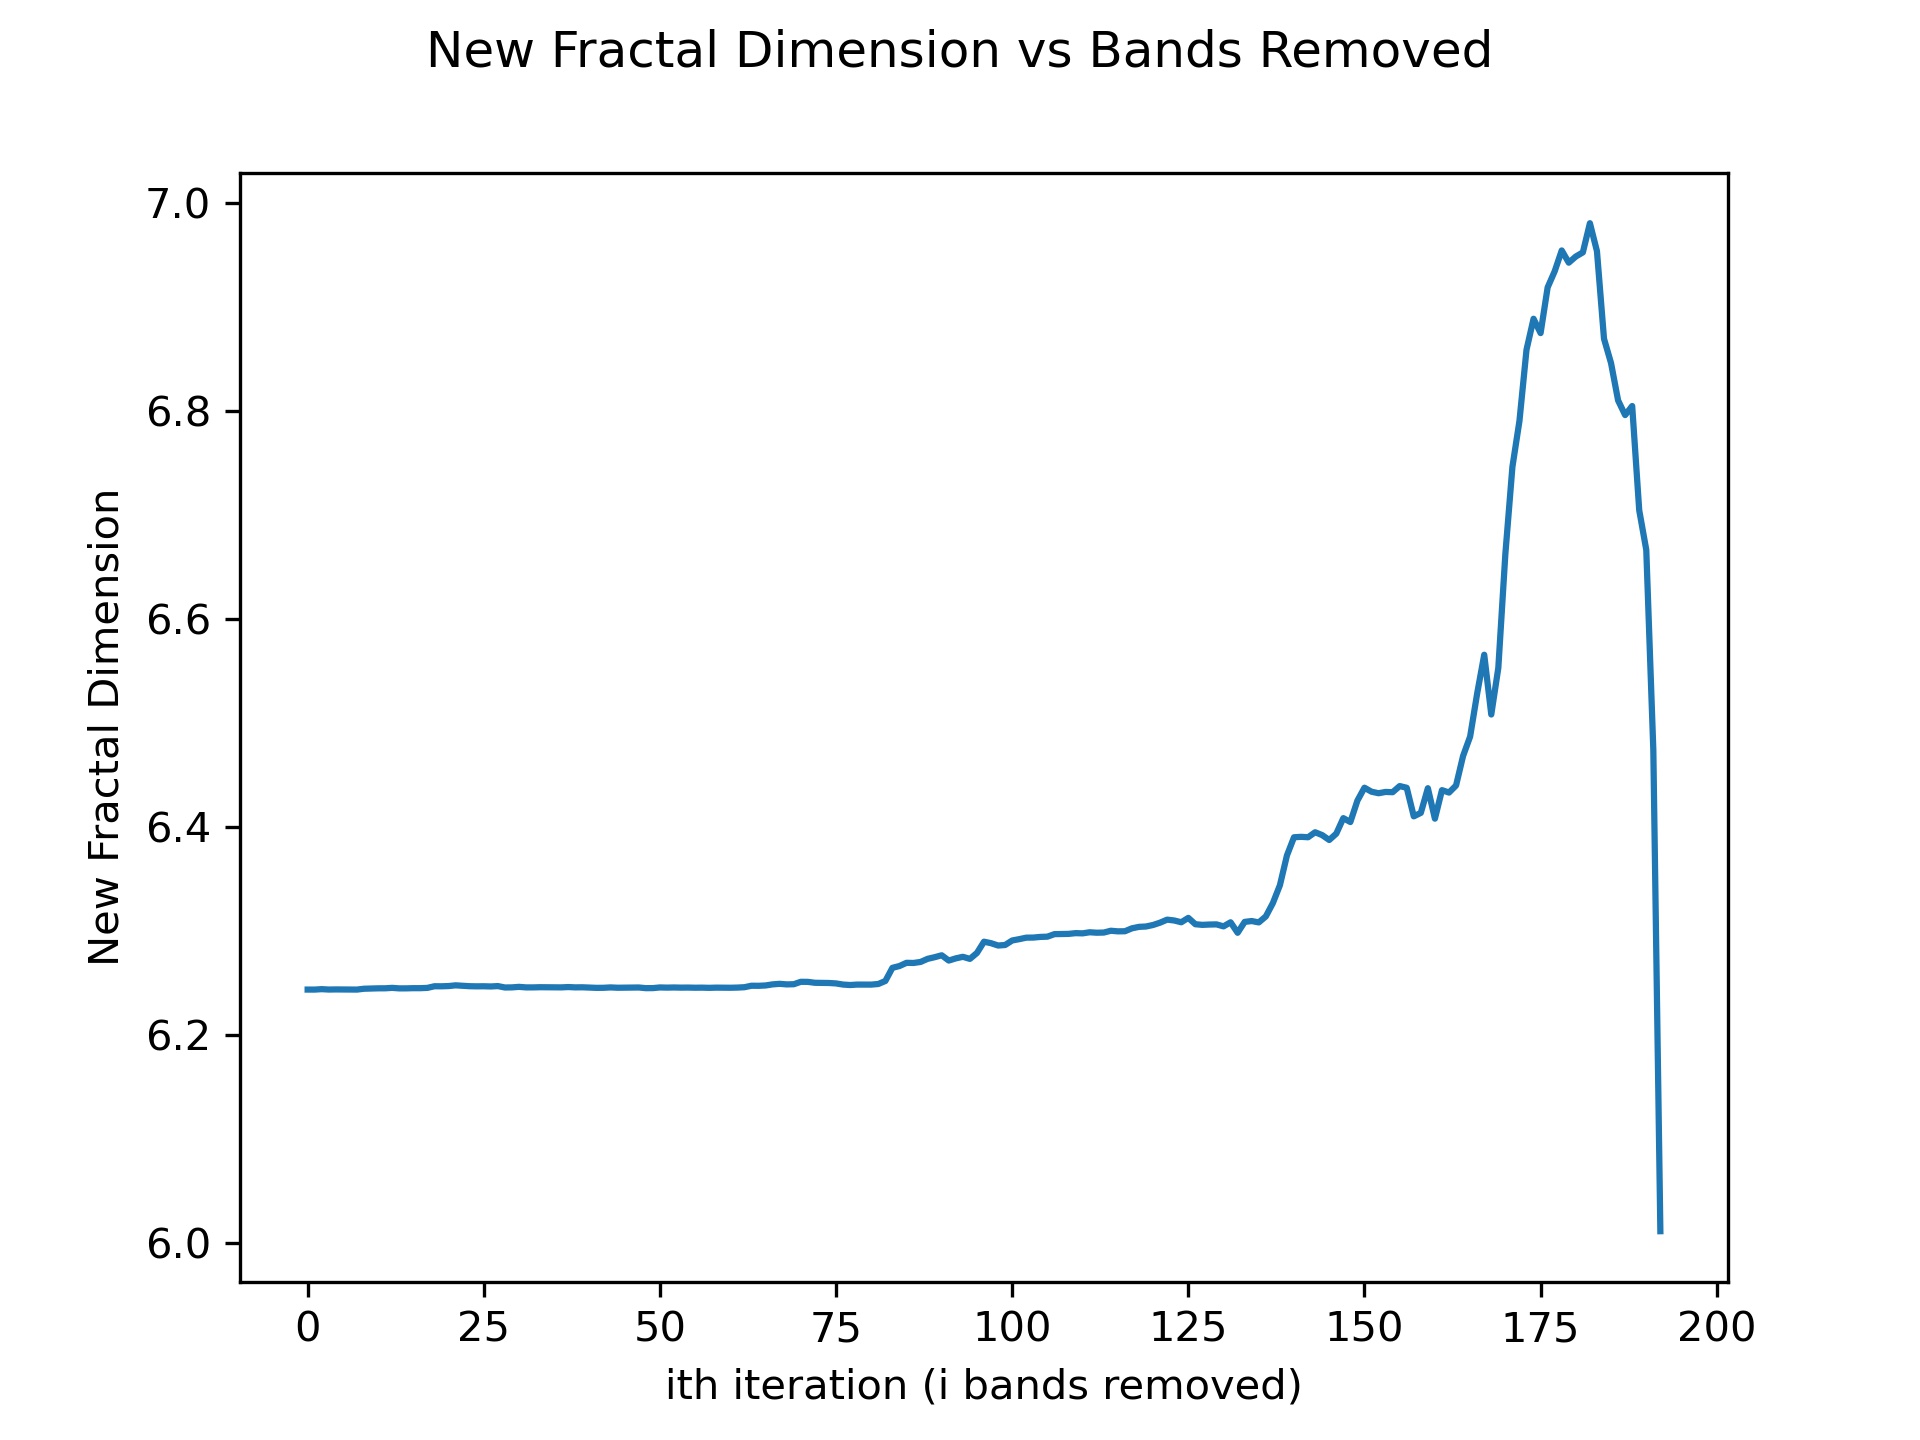 New Fractal Dimension vs Bands Removed
7.0
6.8
6.6
6.4
6.2
6.0
New Fractal Dimension
0 25 50 75 100 125 150 175 200
ith iteration (i bands removed)